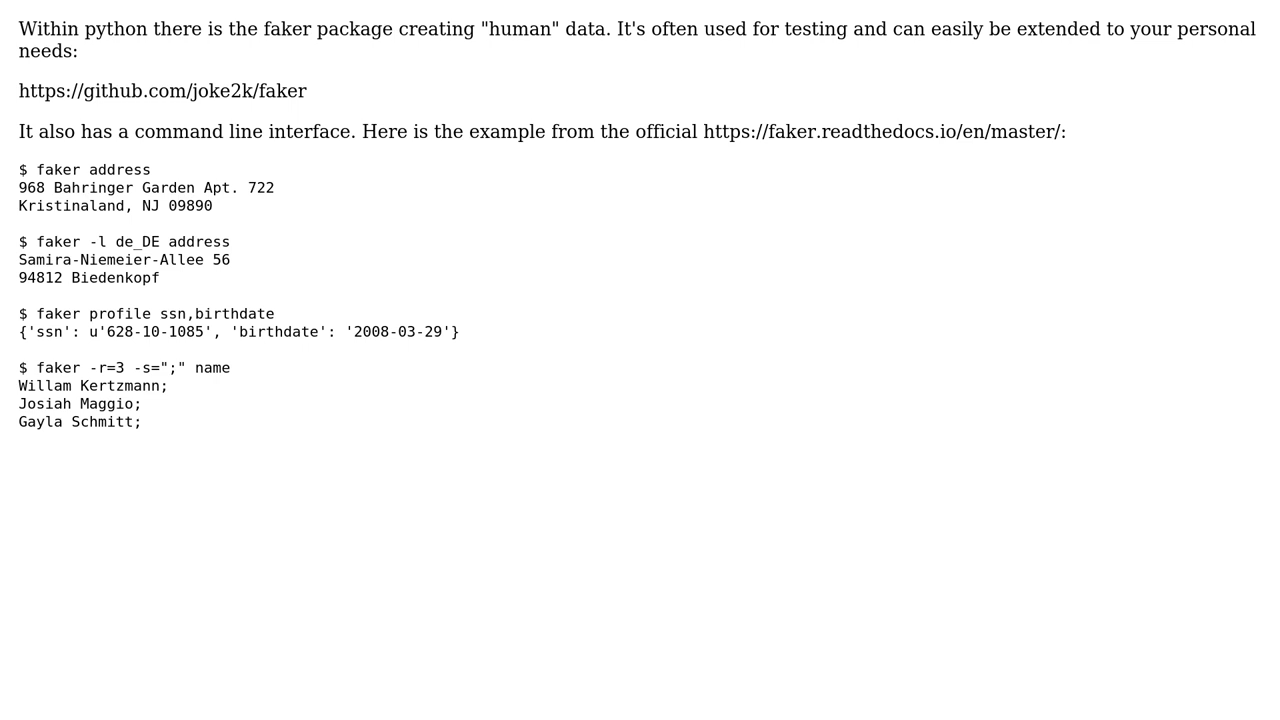 Within python there is the faker package creating "human" data. It's often used for testing and can easily be extended to your personal
needs:
https://github.com/joke2k/faker
It also has a command line interface. Here is the example from the official https://faker.readthedocs.io/en/master/:
$ faker address
968 Bahringer Garden Apt. 722
Kristinaland, NJ 09890
$ faker -l de_DE address
Samira-Niemeier-Allee 56
94812 Biedenkopf
$ faker profile ssn,birthdate
{'ssn': u'628-10-1085', 'birthdate': '2008-03-29'}
$ faker -r=3 -s=";" name
Willam Kertzmann;
Josiah Maggio;
Gayla Schmitt;